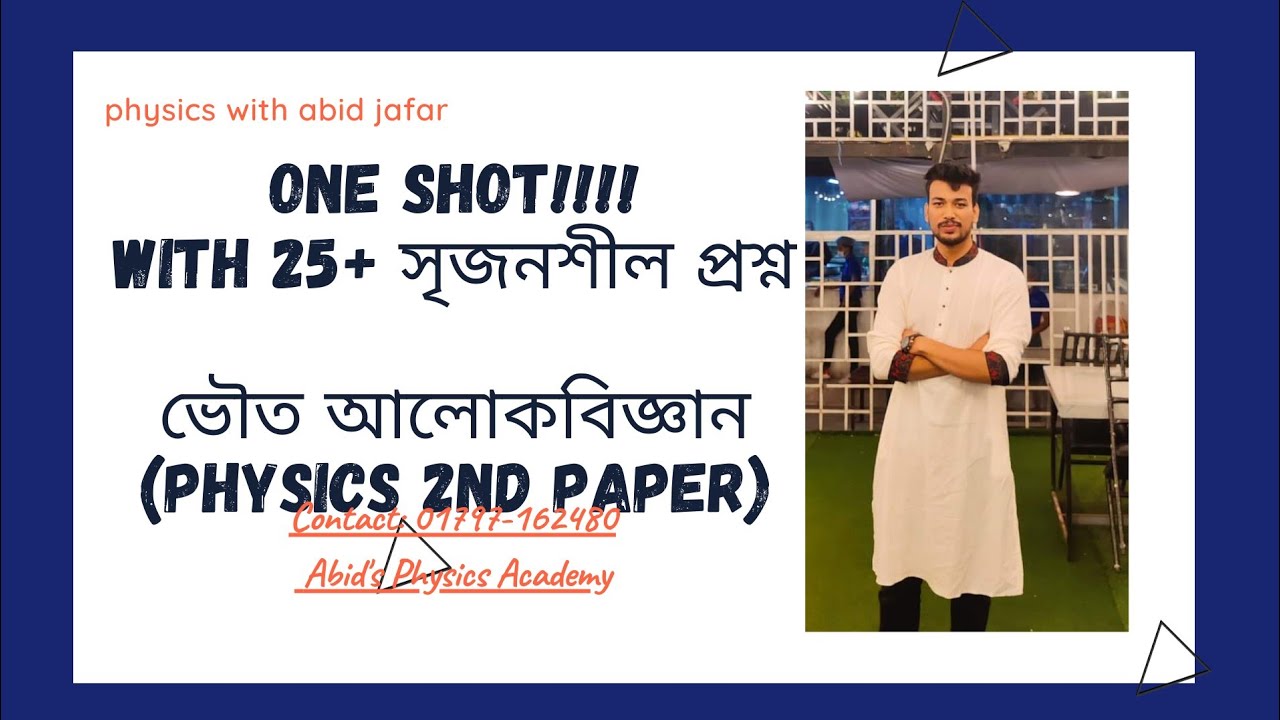 physics with abid jafar
ONE SHOT!!!!
WITH 25+ সৃজনশীল প্রশ্ন
ভৌত আলোকবিজ্ঞান
(PHYSICS 2ND PAPER)
Contact: 01797-162480
Abid's Physics Academy